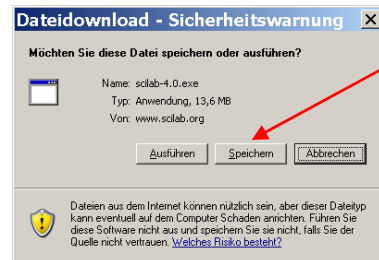 Dateidownload - Sicherheitswarnung
Möchten Sie diese Datei speichern oder ausführen?
Name: scilab-4.0.exe
Typ: Anwendung, 13,6 MB
Von: www.scilab.org
Ausführen Speichern Abbrechen
Dateien aus dem Internet können nützlich sein, aber dieser Dateityp
kann eventuell auf dem Computer Schaden anrichten. Führen Sie
diese Software nicht aus und speichern Sie sie nicht, falls Sie der
Quelle nicht vertrauen. Welches Risiko besteht?